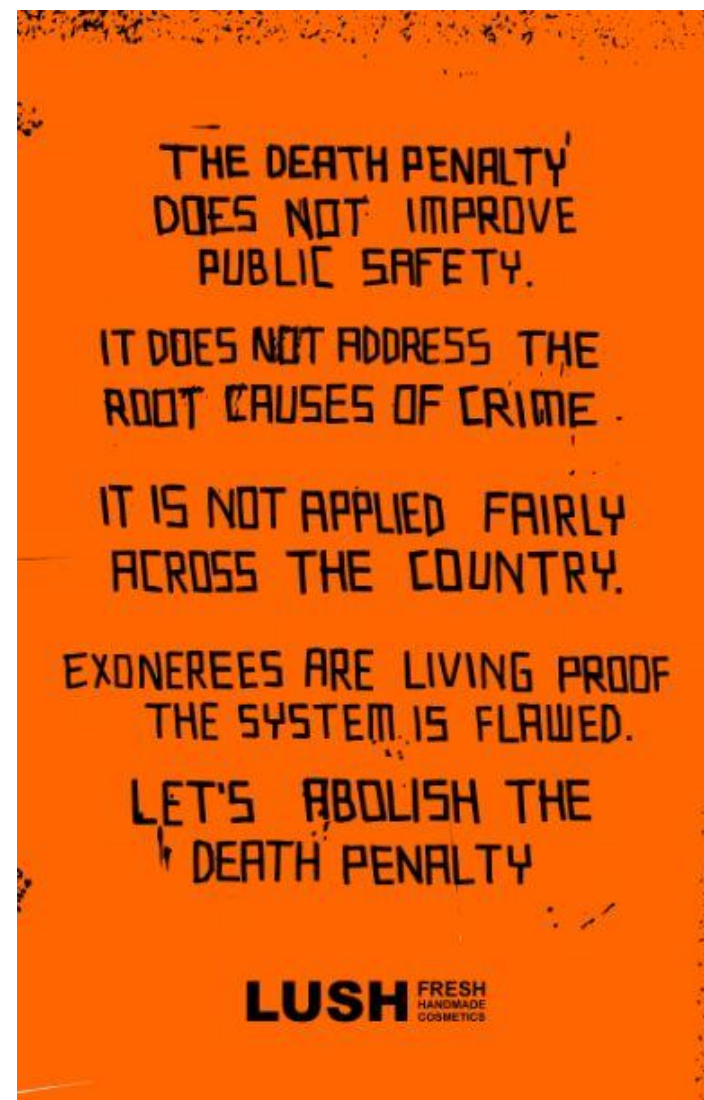 THE DEATH PENALTY
DOES NOT IMPROVE
PUBLIC SAFETY.
IT DOES NOT ADDRESS THE
ROOT CAUSES OF CRIME.
IT IS NOT APPLIED FAIRLY
ACROSS THE COUNTRY.
EXONEREES ARE LIVING PROOF
THE SYSTEM IS FLAWED.
LET'S ABOLISH THE
DEATH PENALTY
LUSH
FRESH
HANDMADE
COSMETICS